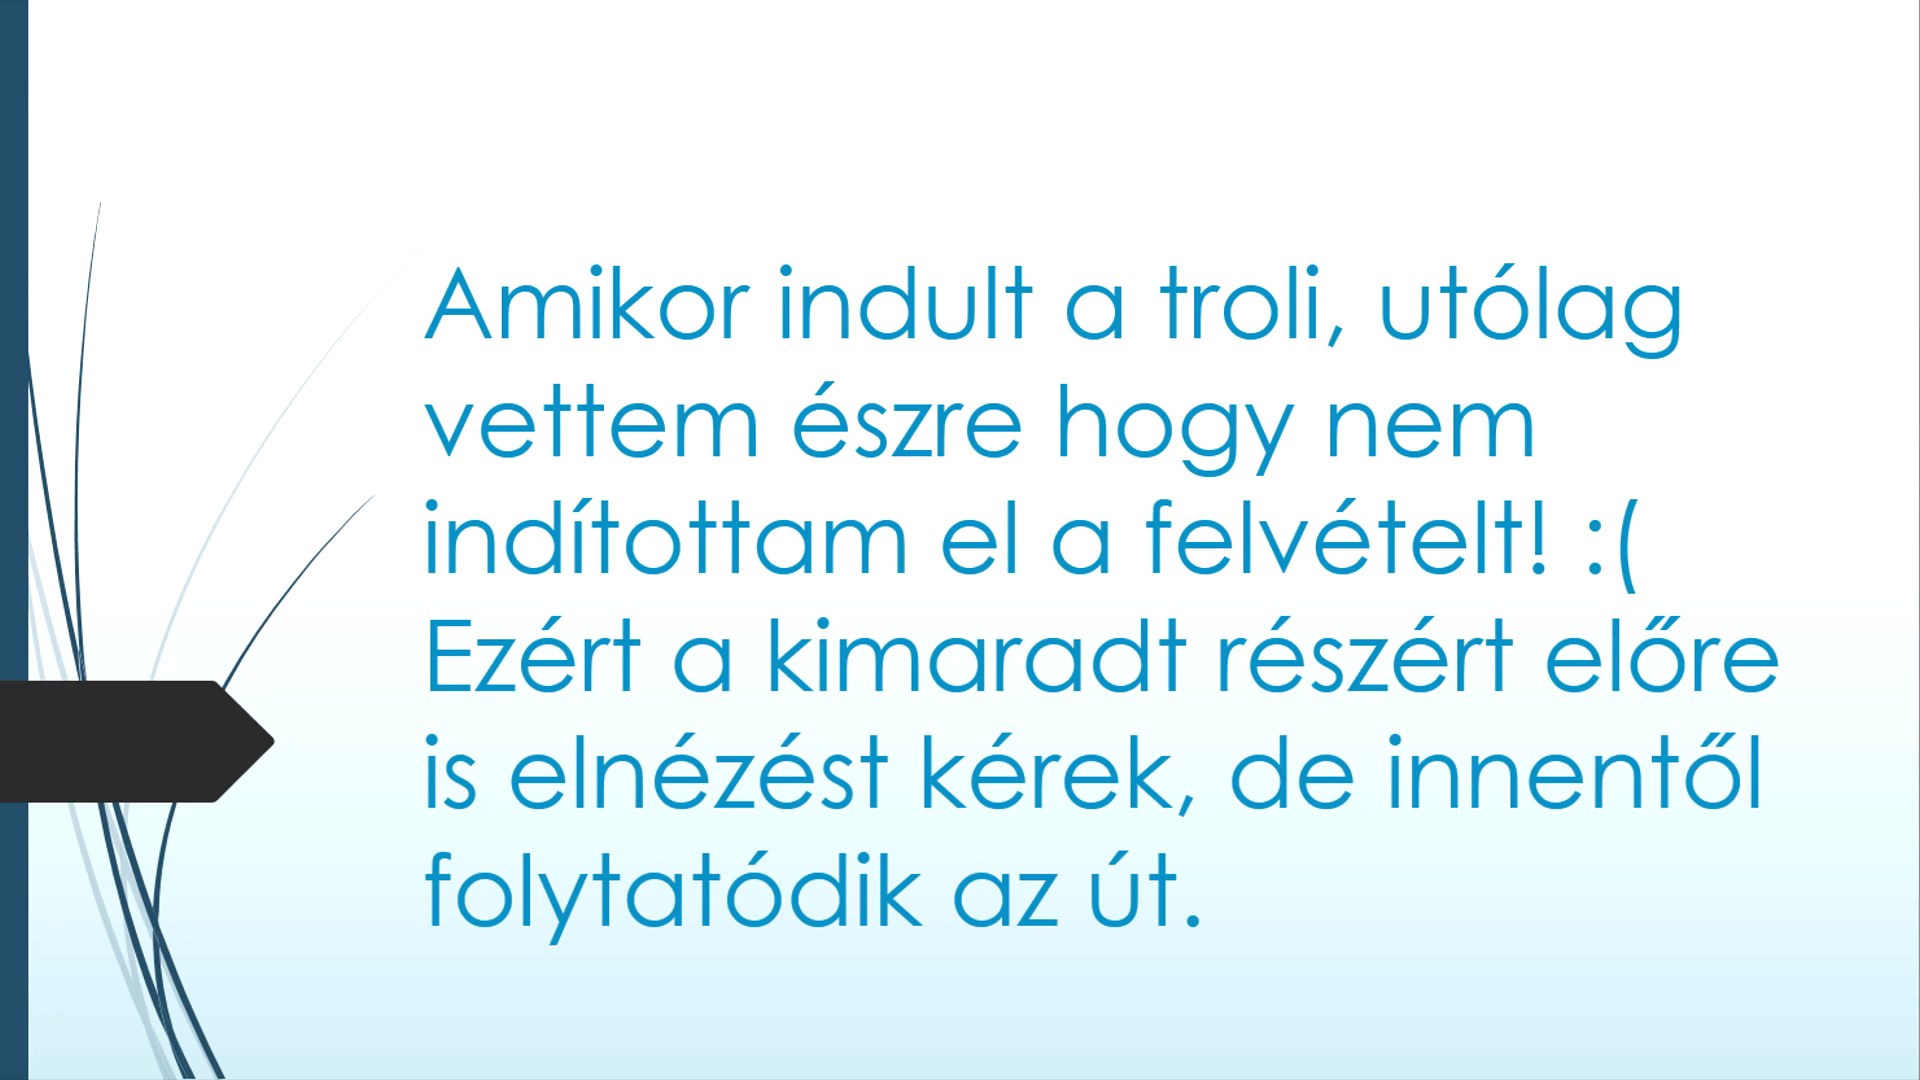 Amikor indult a troli, utólag
vettem észre hogy nem
indítottam el a felvételt! :(
Ezért a kimaradt részért előre
is elnézést kérek, de innentől
folytatódik az út.